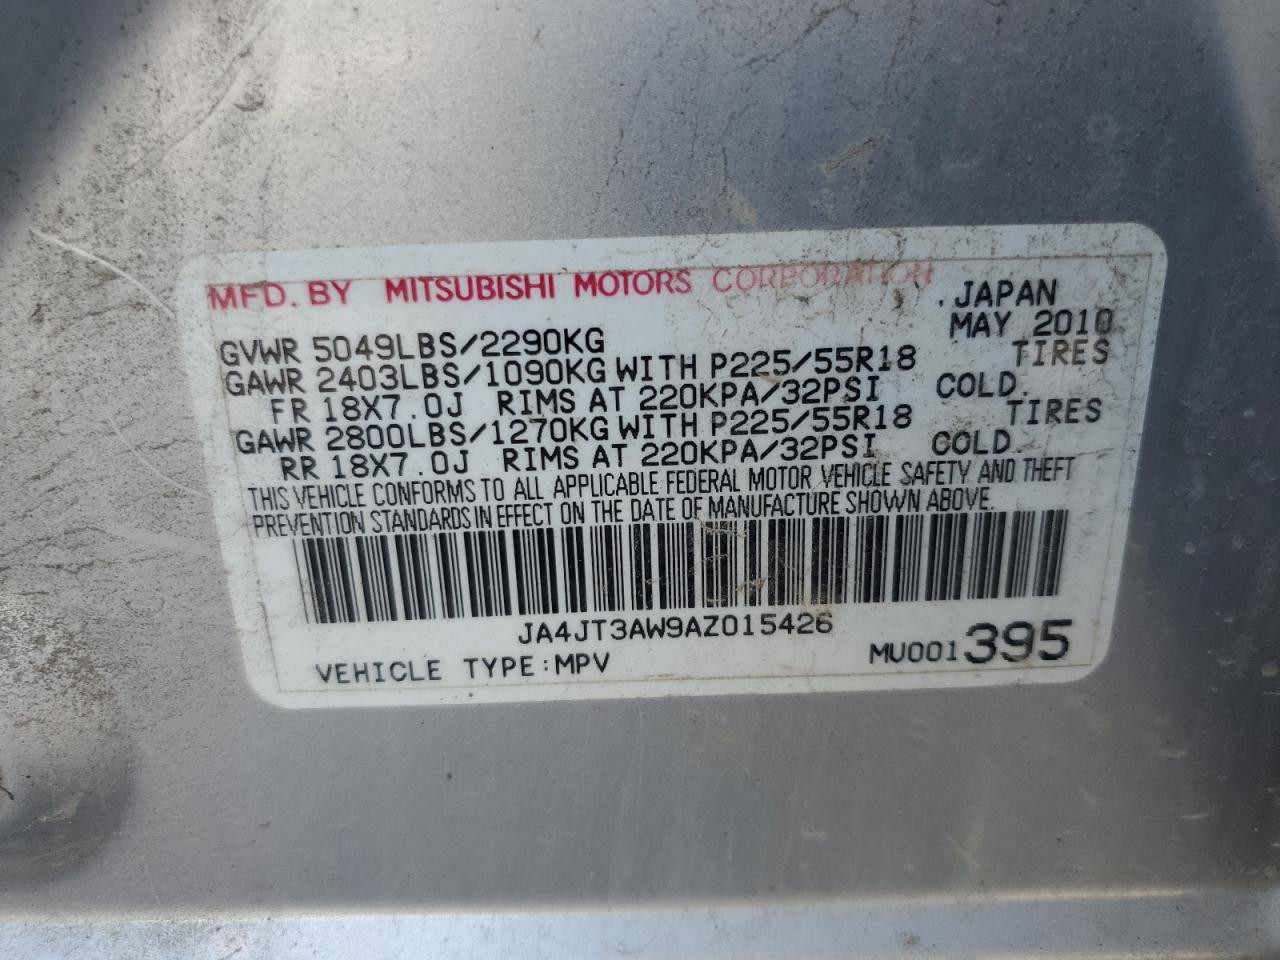 MFD. BY MITSUBISHI MOTORS CORPORATION . JAPAN
MAY 2010
GVWR 5049LBS/2290KG
GAWR 2403LBS/1090KG WITH P225/55R18 TIRES
FR 18X7.0J RIMS AT 220KPA/32PSI COLD.
GAWR 2800LBS/1270KG WITH P225/55R18 TIRES
RR 18X7.0J RIMS AT 220KPA/32PSI COLD.
THIS VEHICLE CONFORMS TO ALL APPLICABLE FEDERAL MOTOR VEHICLE SAFETY AND THEFT
PREVENTION STANDARDS IN EFFECT ON THE DATE OF MANUFACTURE SHOWN ABOVE.
JA4JT3AW9AZ015426
VEHICLE TYPE:MPV MU001395